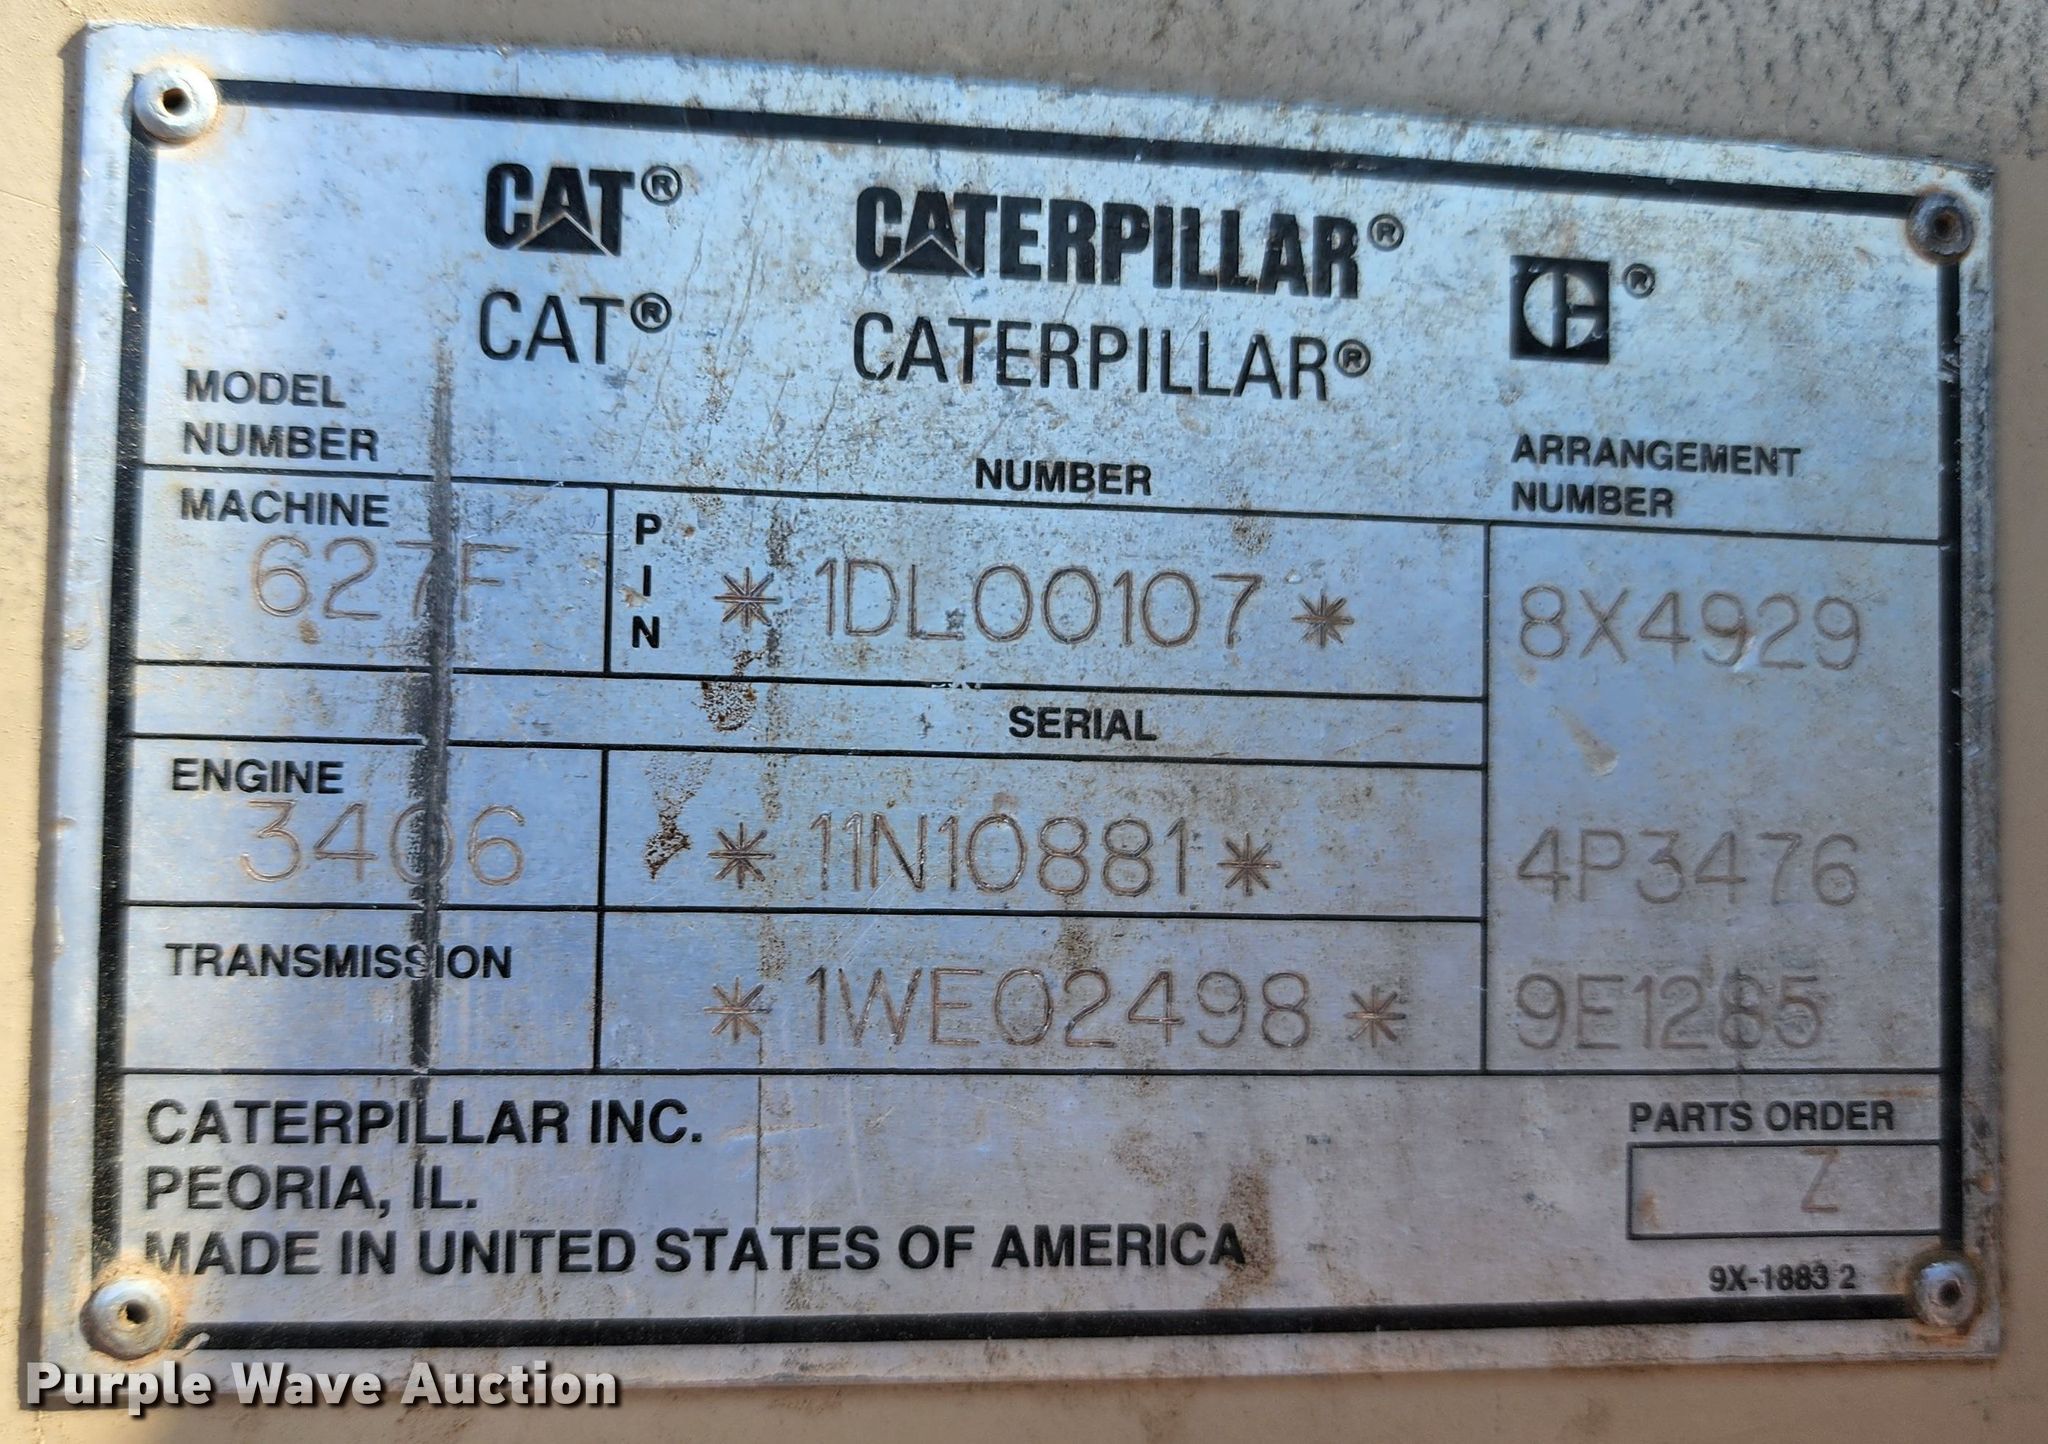 CAT® CATERPILLAR®
CAT® CATERPILLAR® ®
MODEL
NUMBER
NUMBER
ARRANGEMENT
NUMBER
MACHINE
627F
PIN
*1DL00107*
8X4929
SERIAL
ENGINE
3406
*11N10881*
4P3476
TRANSMISSION
*1WE02498*
9E1285
CATERPILLAR INC.
PEORIA, IL.
MADE IN UNITED STATES OF AMERICA
PARTS ORDER
Z
9X-1883 2
Purple Wave Auction